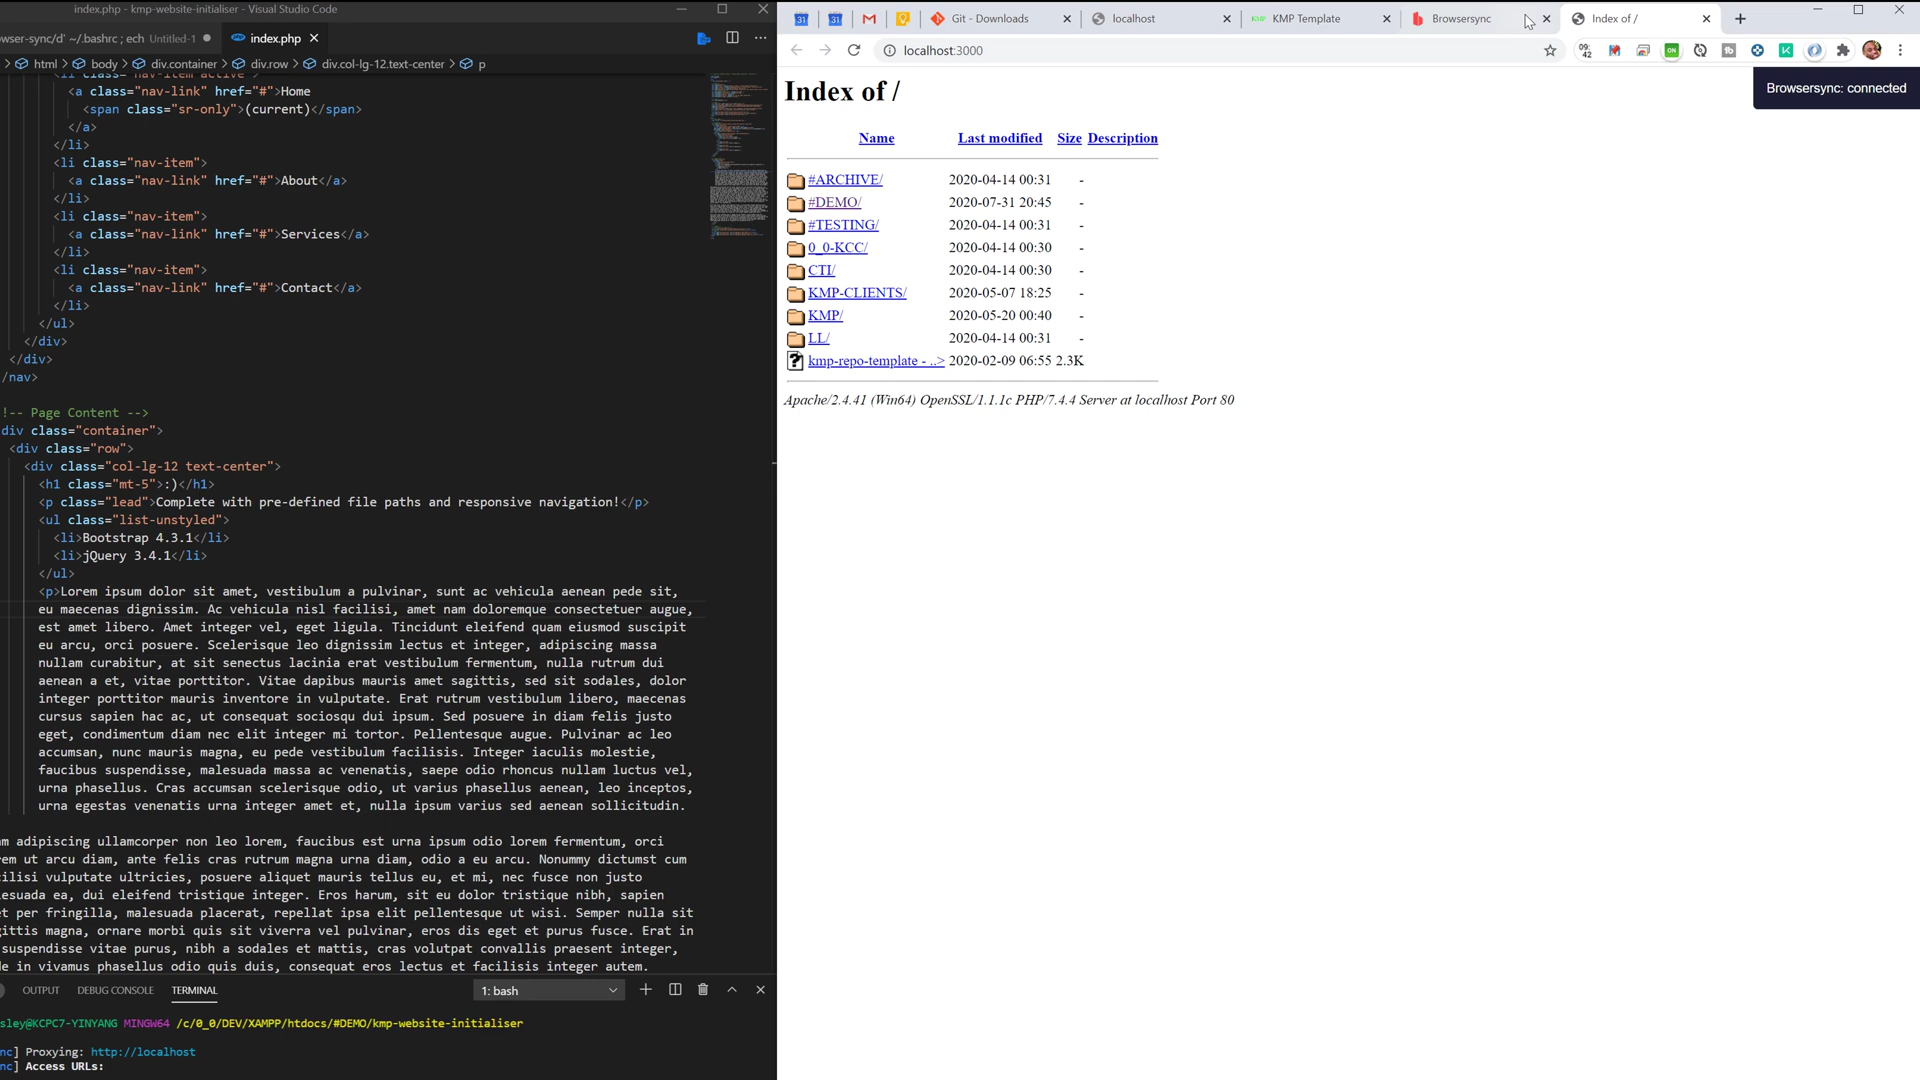 index.php - kmp-website-initialiser - Visual Studio Code
wser-sync/d' ~/.bashrc ; ech Untitled-1
index.php
html > body > div.container > div.row > div.col-lg-12.text-center > p
<li class="nav-item active">
<a class="nav-link" href="#">Home
<span class="sr-only">(current)</span>
</a>
</li>
<li class="nav-item">
<a class="nav-link" href="#">About</a>
</li>
<li class="nav-item">
<a class="nav-link" href="#">Services</a>
</li>
<li class="nav-item">
<a class="nav-link" href="#">Contact</a>
</li>
</ul>
</div>
</div>
/nav>
!-- Page Content -->
div class="container">
<div class="row">
<div class="col-lg-12 text-center">
<h1 class="mt-5">:)</h1>
<p class="lead">Complete with pre-defined file paths and responsive navigation!</p>
<ul class="list-unstyled">
<li>Bootstrap 4.3.1</li>
<li>jQuery 3.4.1</li>
</ul>
<p>Lorem ipsum dolor sit amet, vestibulum a pulvinar, sunt ac vehicula aenean pede sit,
eu maecenas dignissim. Ac vehicula nisl facilisi, amet nam doloremque consectetuer augue,
est amet libero. Amet integer vel, eget ligula. Tincidunt eleifend quam eiusmod suscipit
eu arcu, orci posuere. Scelerisque leo dignissim lectus et integer, adipiscing massa
nullam curabitur, at sit senectus lacinia erat vestibulum fermentum, nulla rutrum dui
aenean a et, vitae porttitor. Vitae dapibus mauris amet sagittis, sed sit sodales, dolor
integer porttitor mauris inventore in vulputate. Erat rutrum vestibulum libero, maecenas
cursus sapien hac ac, ut consequat sociosqu dui ipsum. Sed posuere in diam felis justo
eget, condimentum diam nec elit integer mi tortor. Pellentesque augue. Pulvinar ac leo
accumsan, nunc mauris magna, eu pede vestibulum facilisis. Integer iaculis molestie,
faucibus suspendisse, malesuada massa ac venenatis, saepe odio rhoncus nullam luctus vel,
urna phasellus. Cras accumsan scelerisque odio, ut varius phasellus aenean, leo inceptos,
urna egestas venenatis urna integer amet et, nulla ipsum varius sed aenean sollicitudin.
m adipiscing ullamcorper non leo lorem, faucibus est urna ipsum odio lorem fermentum, orci
em ut arcu diam, ante felis cras rutrum magna urna diam, odio a eu arcu. Nonummy dictumst cum
cilisi vulputate ultricies, posuere aliquet mauris tellus eu, et mi, nec fusce non justo
esuada ea, dui eleifend tristique integer. Eros harum, sit eu dolor tristique nibh, sapien
t per fringilla, malesuada placerat, repellat ipsa elit pellentesque ut wisi. Semper nulla sit
gittis magna, ornare morbi quis sit viverra vel pulvinar, eros dis eget et purus fusce. Erat in
suspendisse vitae purus, nibh a sodales et mattis, cras volutpat convallis praesent integer,
de in vivamus phasellus odio quis duis, consequat eros lectus et facilisis integer autem.
OUTPUT DEBUG CONSOLE TERMINAL 1: bash
sley@KCPC7-YINYANG MINGW64 /c/0_0/DEV/XAMPP/htdocs/#DEMO/kmp-website-initialiser
nc] Proxying: http://localhost
nc] Access URLs:
31 31 Git - Downloads localhost KMP Template Browsersync Index of /
localhost:3000
09:
42
ON
Browsersync: connected
Index of /
Name Last modified Size Description
#ARCHIVE/ 2020-04-14 00:31 -
#DEMO/ 2020-07-31 20:45 -
#TESTING/ 2020-04-14 00:31 -
0_0-KCC/ 2020-04-14 00:30 -
CTI/ 2020-04-14 00:30 -
KMP-CLIENTS/ 2020-05-07 18:25 -
KMP/ 2020-05-20 00:40 -
LL/ 2020-04-14 00:31 -
kmp-repo-template - ..> 2020-02-09 06:55 2.3K
Apache/2.4.41 (Win64) OpenSSL/1.1.1c PHP/7.4.4 Server at localhost Port 80